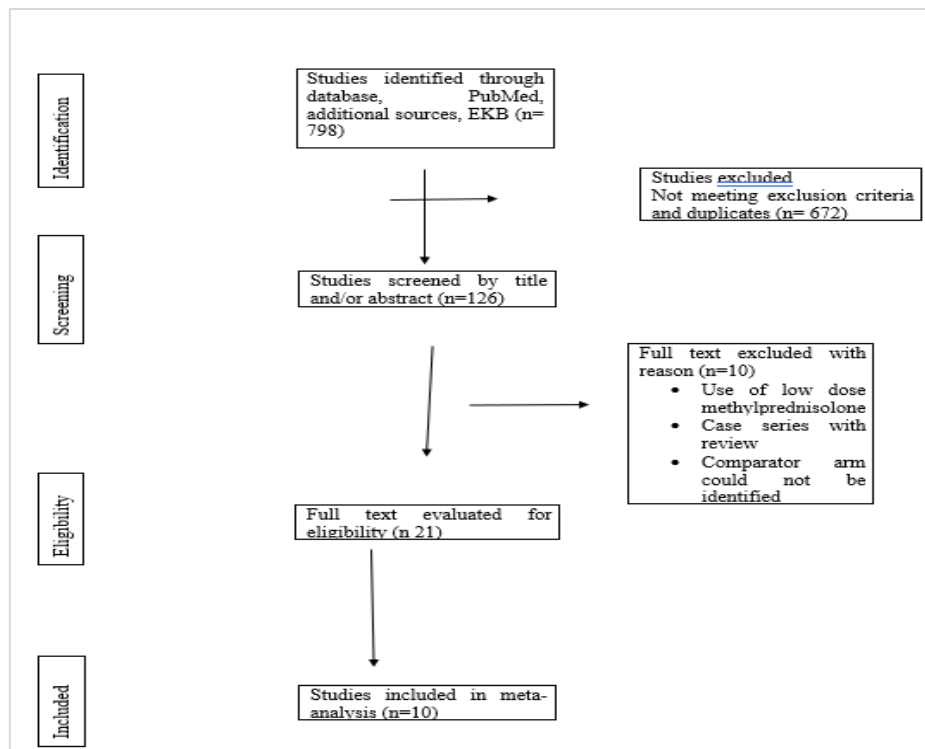 Identification
Studies identified through
database, PubMed,
additional sources, EKB (n=
798)
Studies excluded
Not meeting exclusion criteria
and duplicates (n= 672)
Screening
Studies screened by title
and/or abstract (n=126)
Full text excluded with
reason (n=10)
• Use of low dose
methylprednisolone
• Case series with
review
• Comparator arm
could not be
identified
Eligibility
Full text evaluated for
eligibility (n 21)
Included
Studies included in meta-
analysis (n=10)